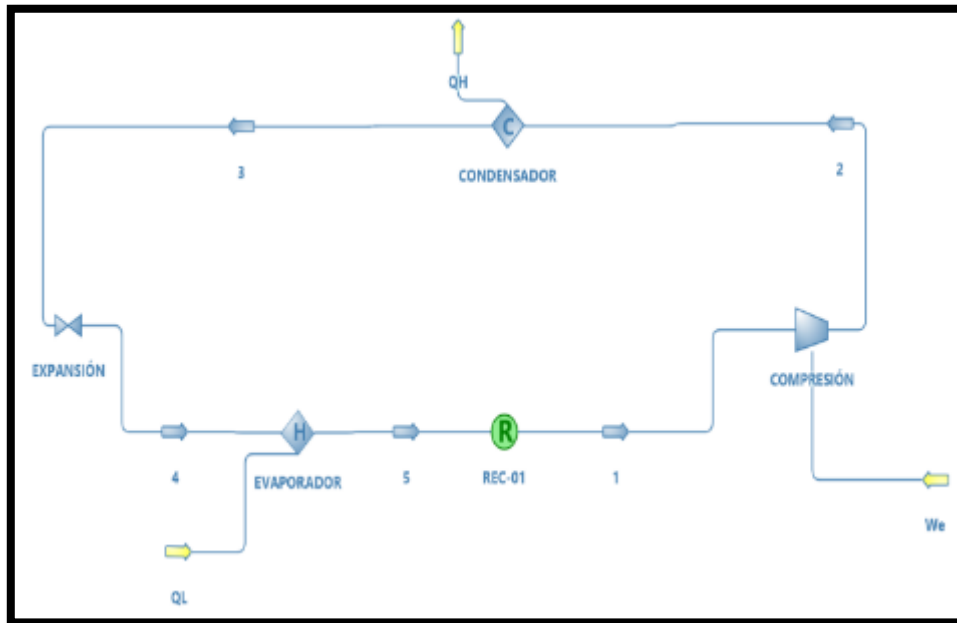 QH
C
3
CONDENSADOR
2
EXPANSIÓN
COMPRESIÓN
H
R
4
EVAPORADOR
5
REC-01
1
We
QL